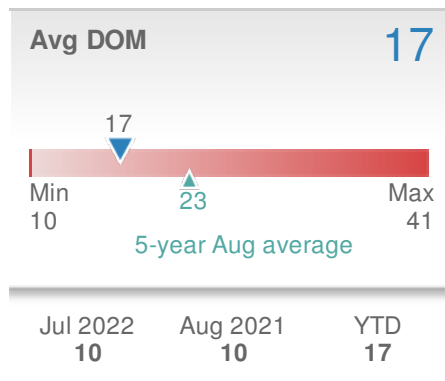 Avg DOM 17
17
Min Max
10 23 41
5-year Aug average
Jul 2022 Aug 2021 YTD
10 10 17